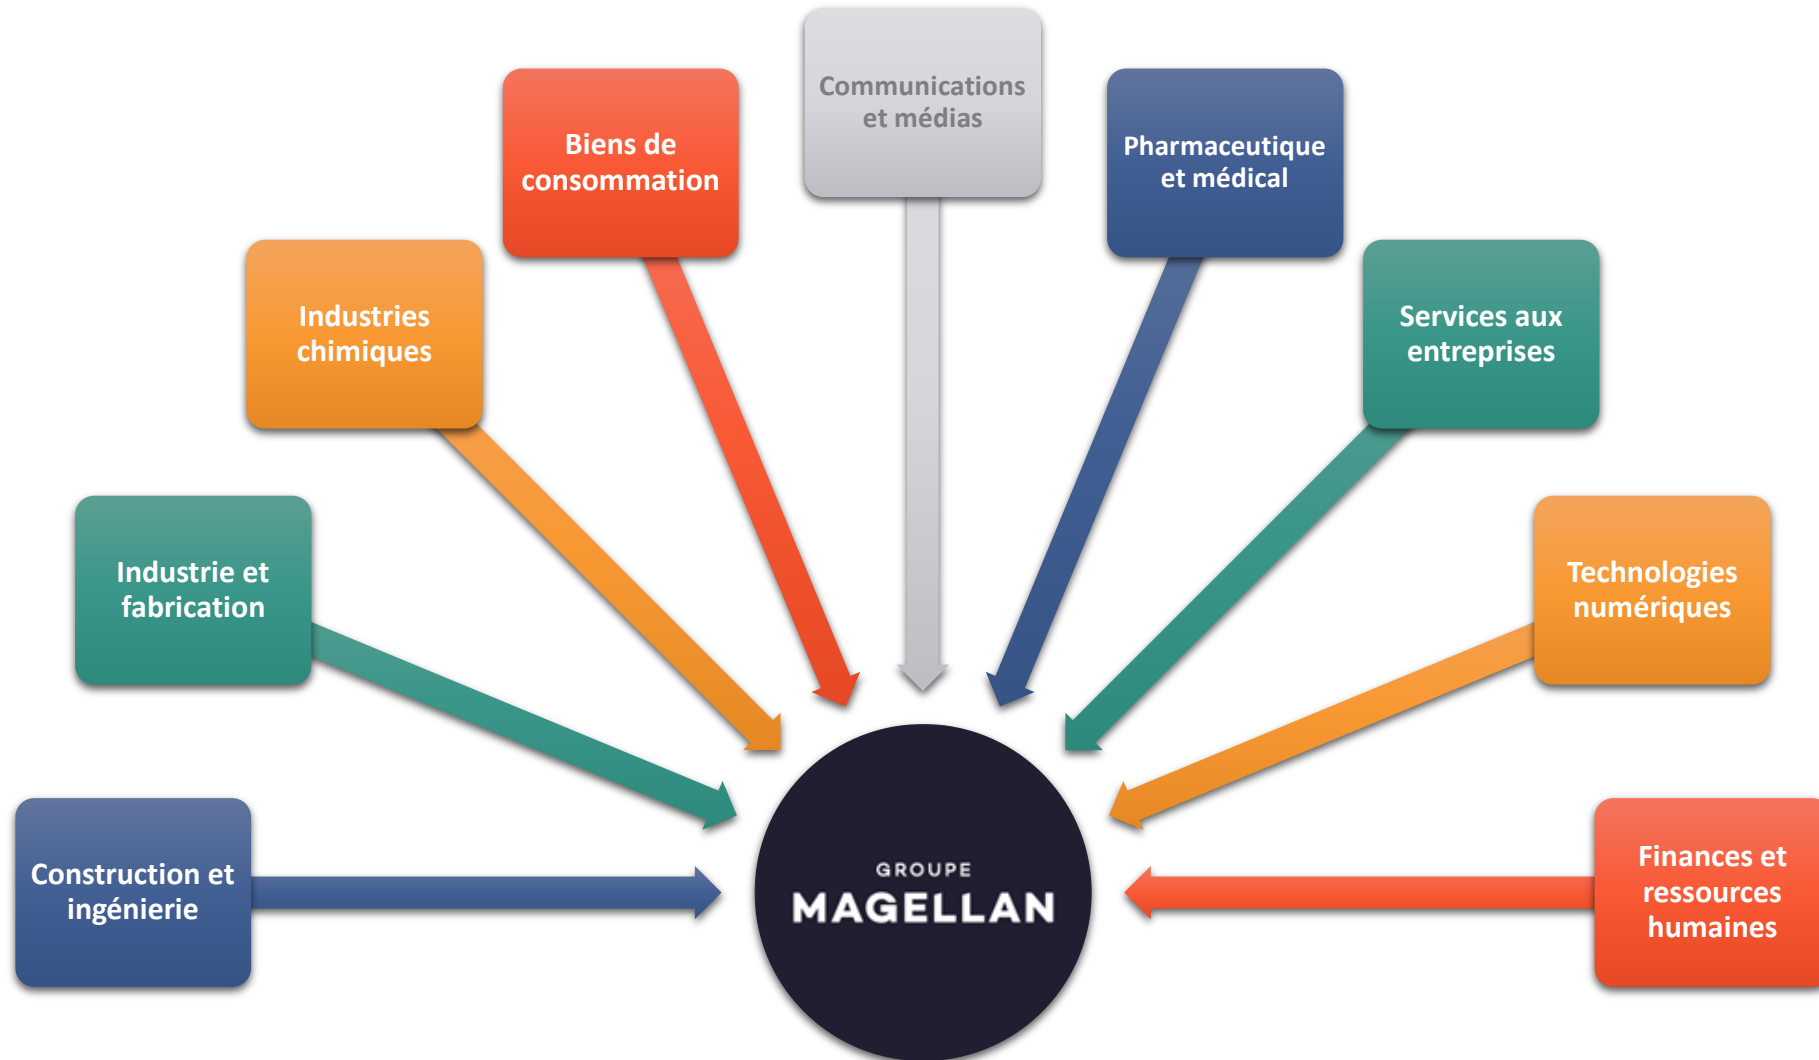 Communications
et médias
Biens de
consommation
Pharmaceutique
et médical
Industries
chimiques
Services aux
entreprises
Industrie et
fabrication
Technologies
numériques
Construction et
ingénierie
GROUPE
MAGELLAN
Finances et
ressources
humaines